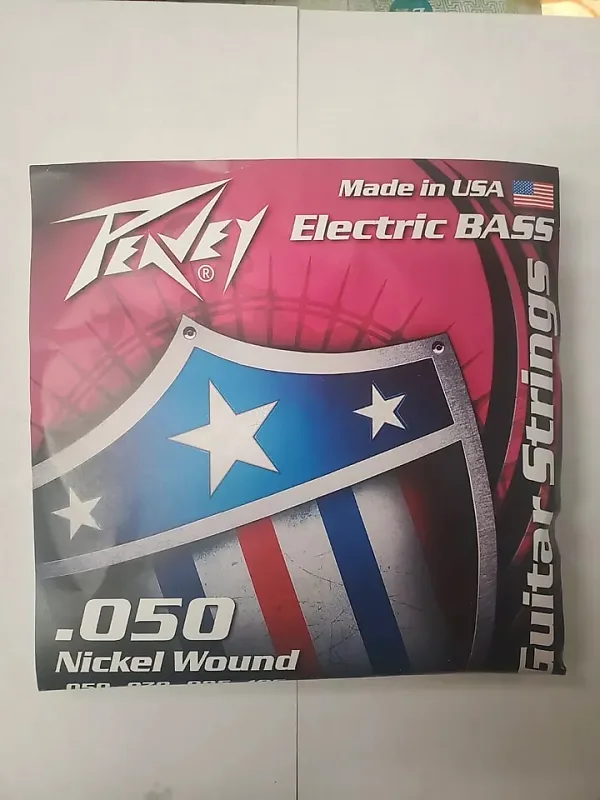 Made in USA
PEAVEY®
Electric BASS
Guitar Strings
.050
Nickel Wound